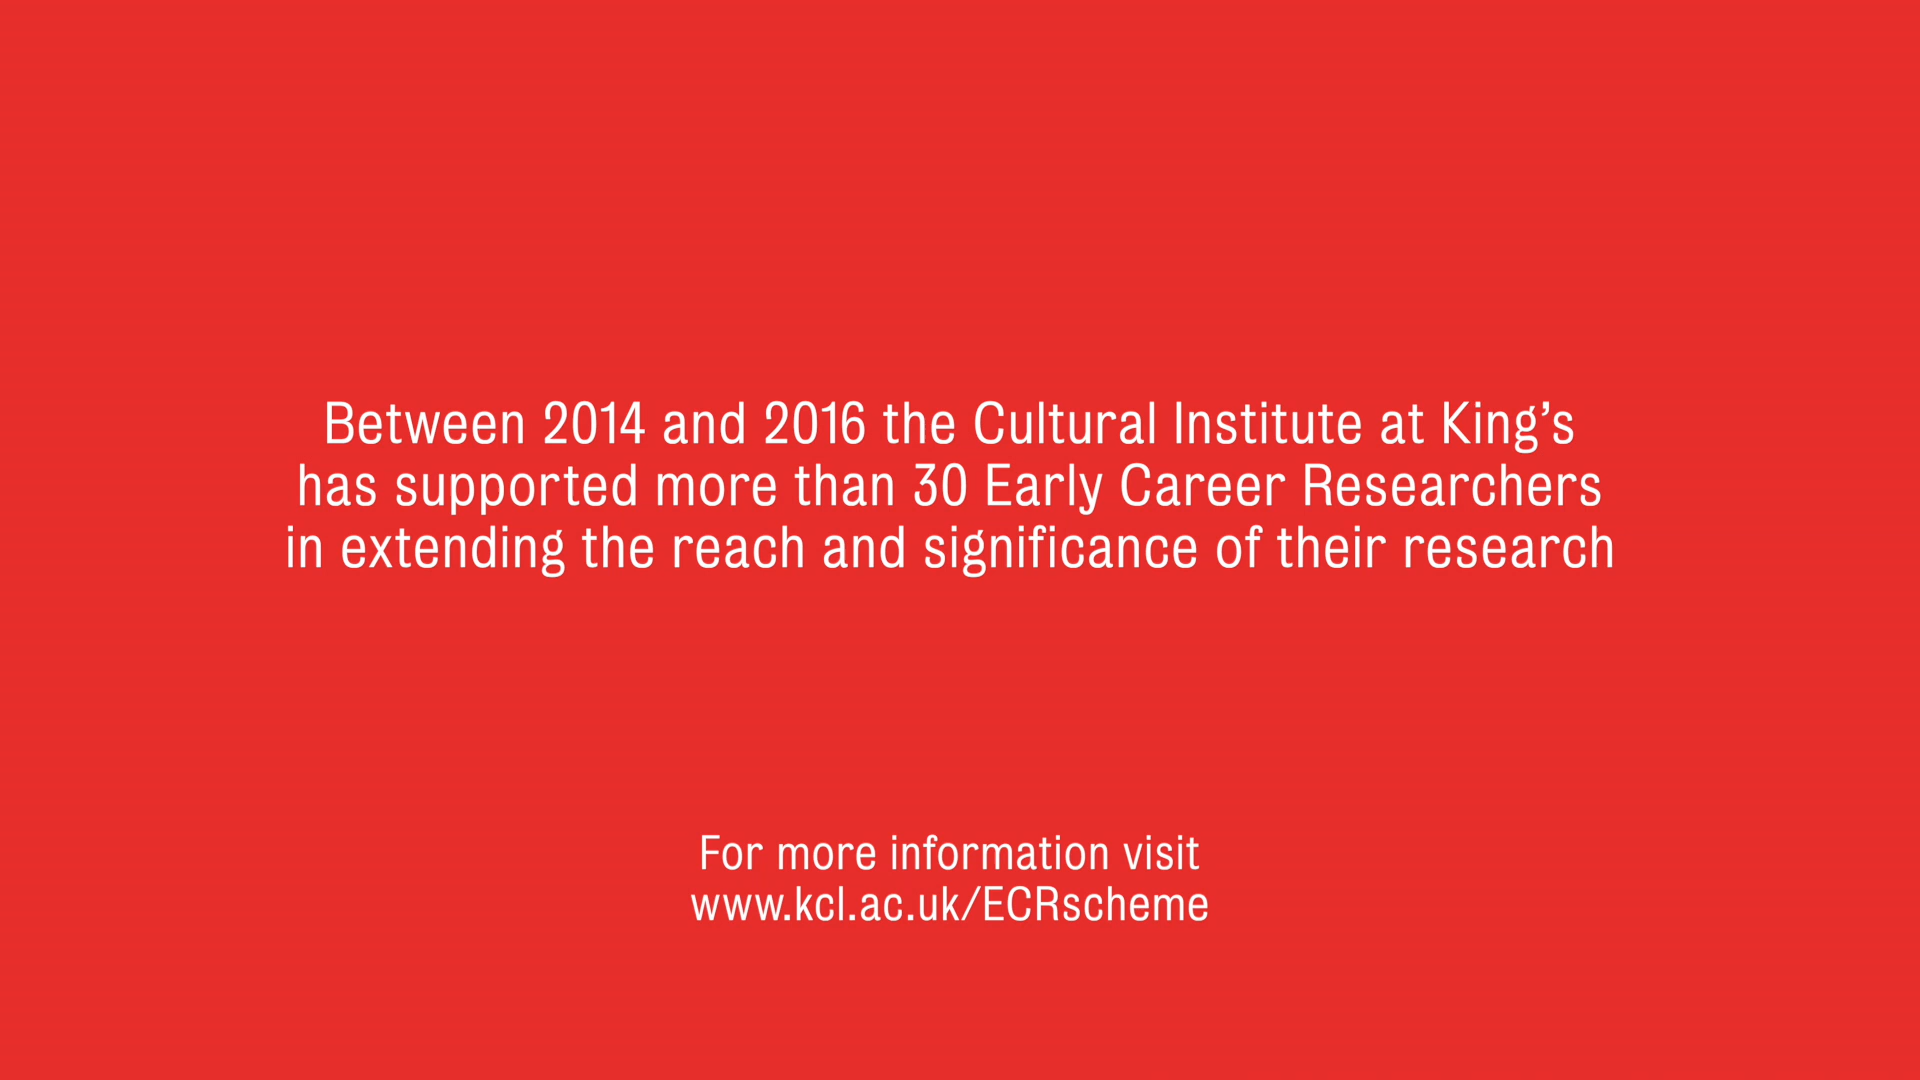 Between 2014 and 2016 the Cultural Institute at King’s
has supported more than 30 Early Career Researchers
in extending the reach and significance of their research
For more information visit
www.kcl.ac.uk/ECRscheme